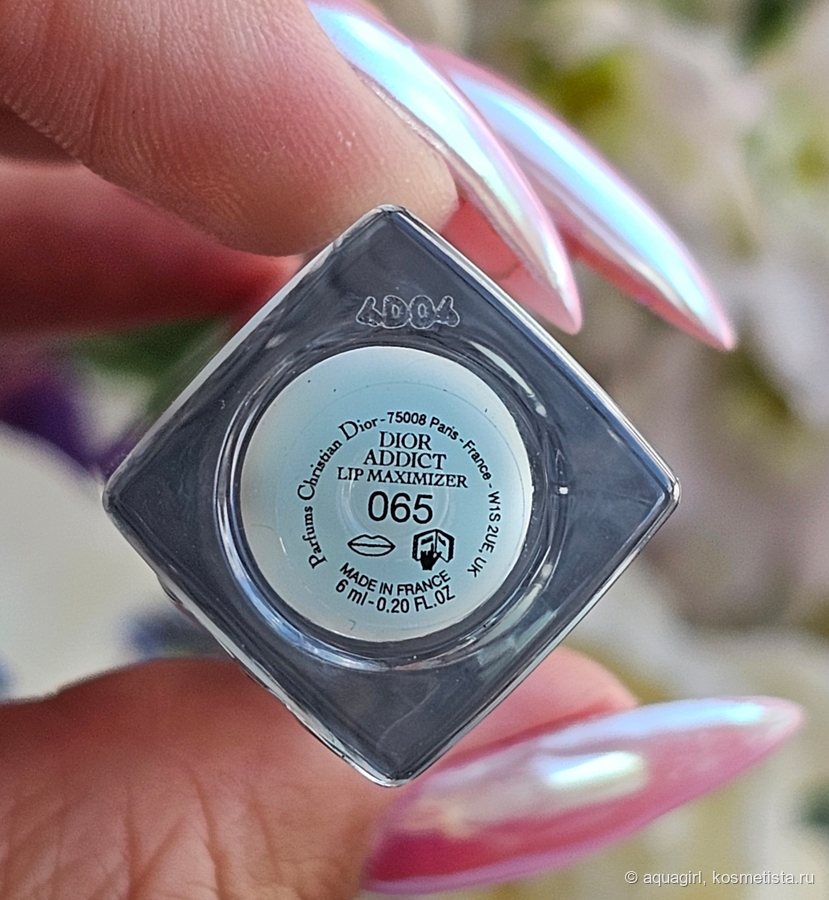 4D04
Parfums Christian Dior - 75008 Paris - France - W1S 2UE, UK
DIOR
ADDICT
LIP MAXIMIZER
065
MADE IN FRANCE
6 ml - 0.20 FL.OZ
© aquagirl, kosmetista.ru